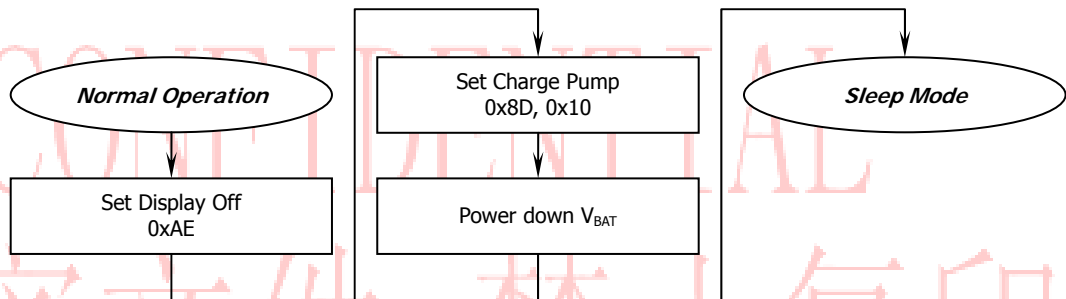 CONFIDENTIAL
Normal Operation
Set Display Off
0xAE
Set Charge Pump
0x8D, 0x10
Power down VBAT
Sleep Mode